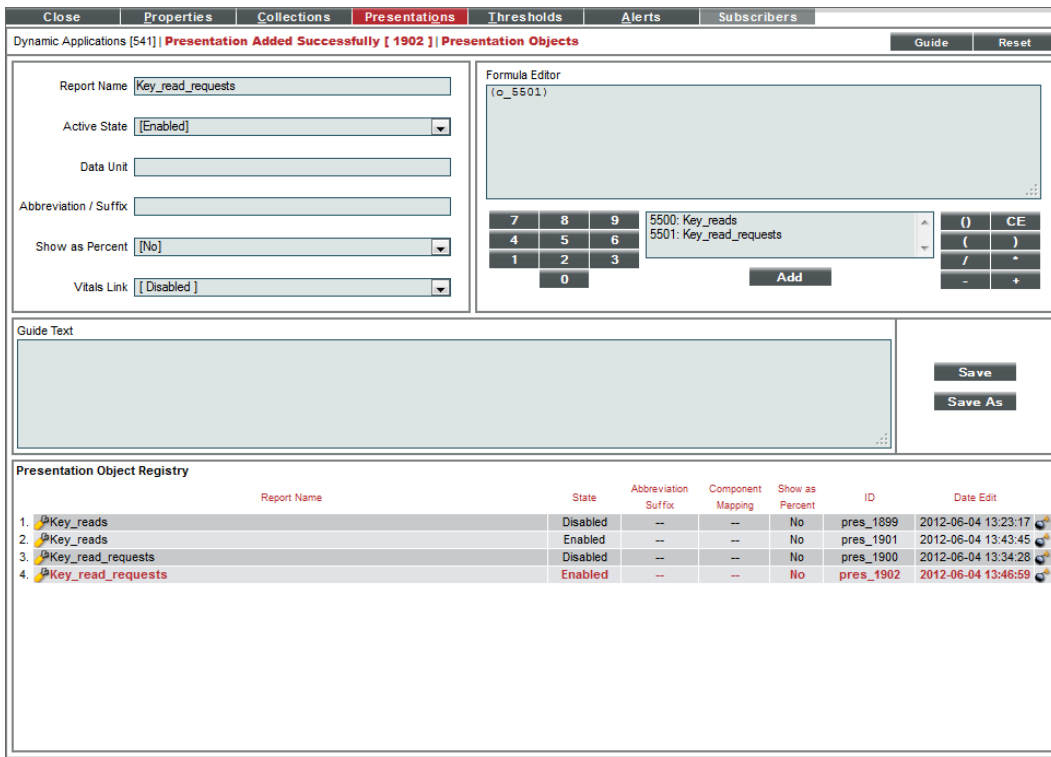 Close Properties Collections Presentations Thresholds Alerts Subscribers
Dynamic Applications [541] | Presentation Added Successfully [ 1902 ] | Presentation Objects Guide Reset
Report Name Key_read_requests
Active State [Enabled]
Data Unit
Abbreviation / Suffix
Show as Percent [No]
Vitals Link [ Disabled ]
Formula Editor
(o_5501)
7 8 9
4 5 6
1 2 3
0
5500: Key_reads
5501: Key_read_requests
Add
() CE
( )
/ *
- +
Guide Text
Save
Save As
Presentation Object Registry
Report Name State Abbreviation Suffix Component Mapping Show as Percent ID Date Edit
1. Key_reads Disabled -- -- No pres_1899 2012-06-04 13:23:17
2. Key_reads Enabled -- -- No pres_1901 2012-06-04 13:43:45
3. Key_read_requests Disabled -- -- No pres_1900 2012-06-04 13:34:28
4. Key_read_requests Enabled -- -- No pres_1902 2012-06-04 13:46:59